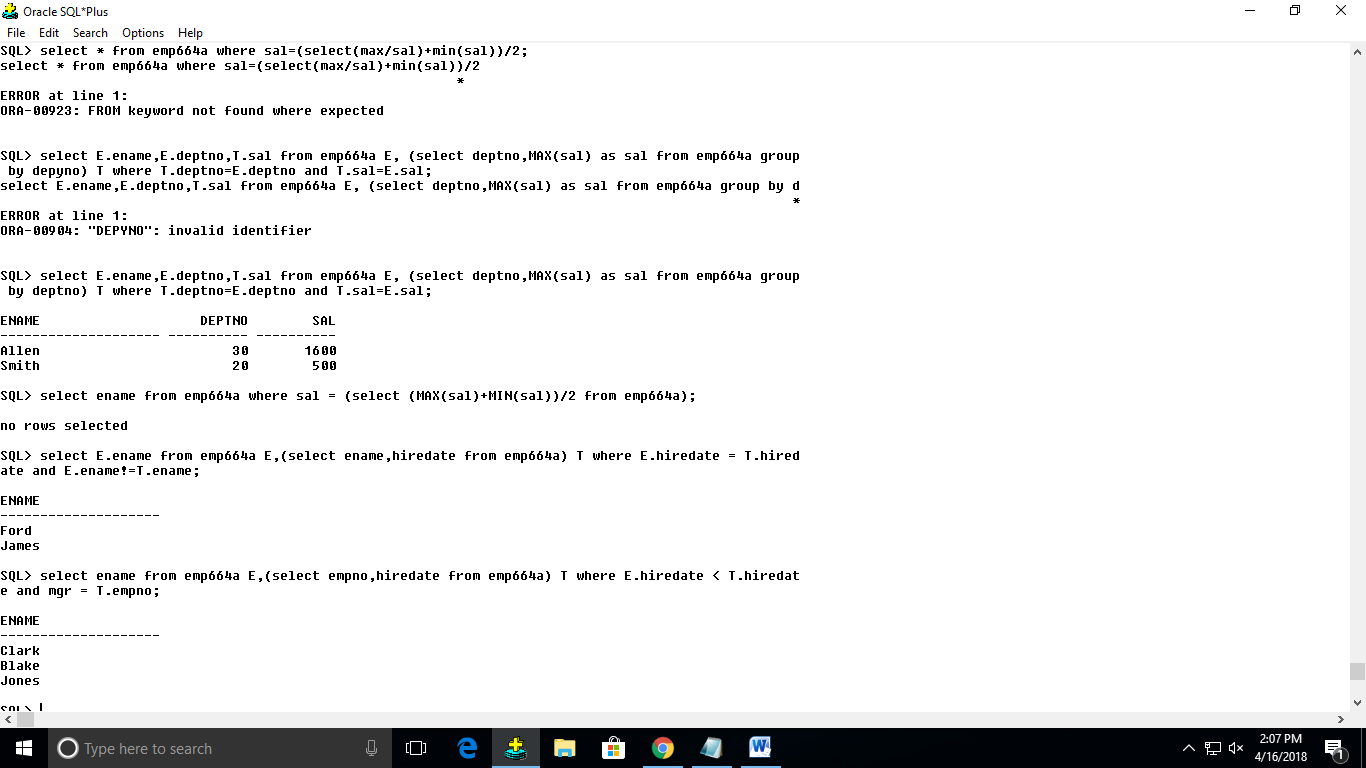 Oracle SQL*Plus
File Edit Search Options Help
SQL> select * from emp664a where sal=(select(max/sal)+min(sal))/2;
select * from emp664a where sal=(select(max/sal)+min(sal))/2
*
ERROR at line 1:
ORA-00923: FROM keyword not found where expected
SQL> select E.ename,E.deptno,T.sal from emp664a E, (select deptno,MAX(sal) as sal from emp664a group
by depyno) T where T.deptno=E.deptno and T.sal=E.sal;
select E.ename,E.deptno,T.sal from emp664a E, (select deptno,MAX(sal) as sal from emp664a group by d
*
ERROR at line 1:
ORA-00904: "DEPYNO": invalid identifier
SQL> select E.ename,E.deptno,T.sal from emp664a E, (select deptno,MAX(sal) as sal from emp664a group
by deptno) T where T.deptno=E.deptno and T.sal=E.sal;
ENAME DEPTNO SAL
-------------------- ---------- ----------
Allen 30 1600
Smith 20 500
SQL> select ename from emp664a where sal = (select (MAX(sal)+MIN(sal))/2 from emp664a);
no rows selected
SQL> select E.ename from emp664a E,(select ename,hiredate from emp664a) T where E.hiredate = T.hired
ate and E.ename!=T.ename;
ENAME
--------------------
Ford
James
SQL> select ename from emp664a E,(select empno,hiredate from emp664a) T where E.hiredate < T.hiredat
e and mgr = T.empno;
ENAME
--------------------
Clark
Blake
Jones
SQL>
Type here to search
2:07 PM
4/16/2018
1